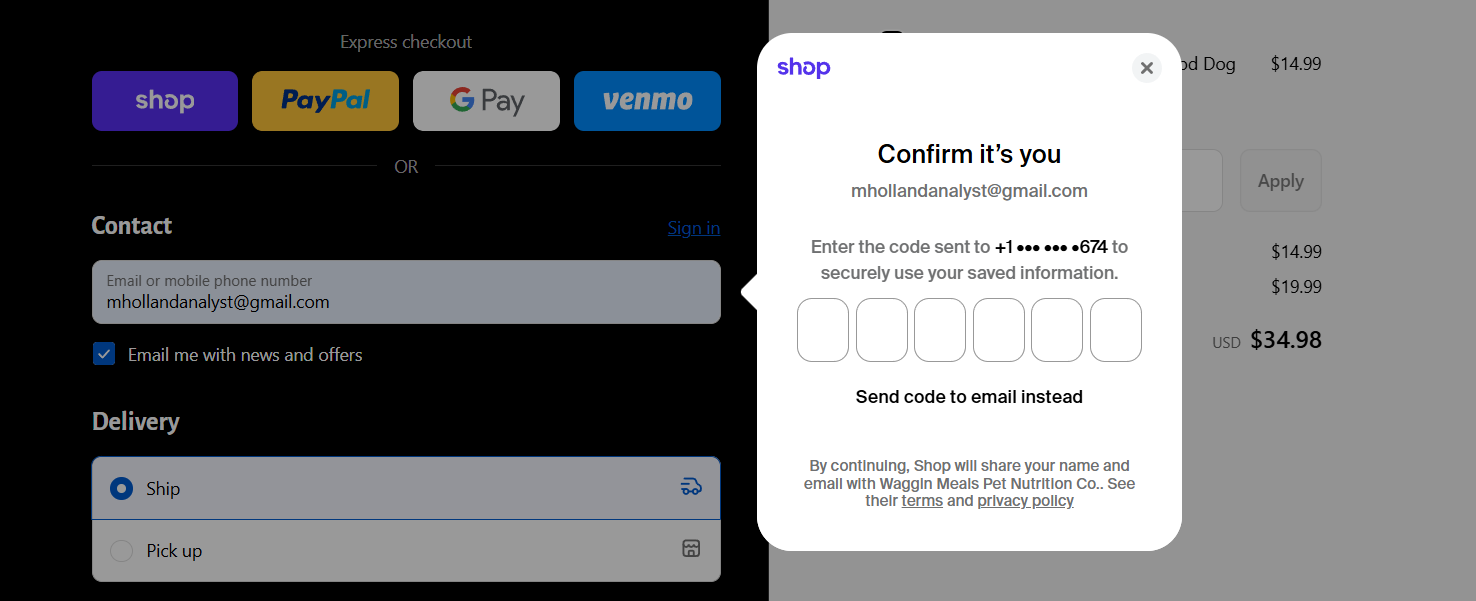 Express checkout
shop
PayPal
G Pay
venmo
OR
Contact
Sign in
Email or mobile phone number
mhollandanalyst@gmail.com
Email me with news and offers
Delivery
Ship
Pick up
shop
Confirm it’s you
mhollandanalyst@gmail.com
Enter the code sent to +1 ••• ••• •674 to
securely use your saved information.
Send code to email instead
By continuing, Shop will share your name and
email with Waggin Meals Pet Nutrition Co.. See
their terms and privacy policy
Dog $14.99
Apply
$14.99
$19.99
USD $34.98